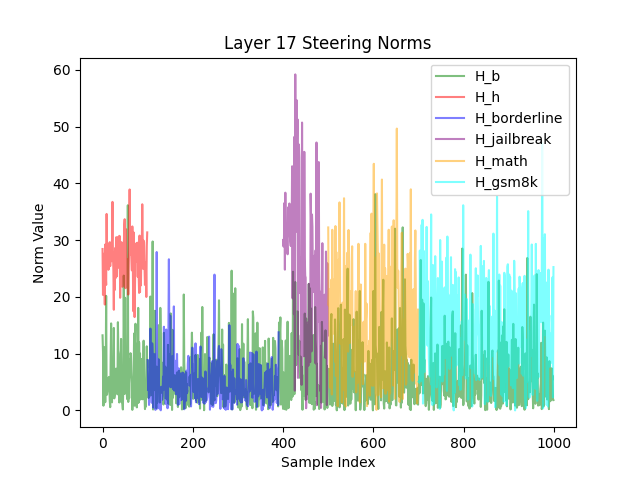 Layer 17 Steering Norms
H_b
H_h
H_borderline
H_jailbreak
H_math
H_gsm8k
Norm Value
60
50
40
30
20
10
0
0 200 400 600 800 1000
Sample Index